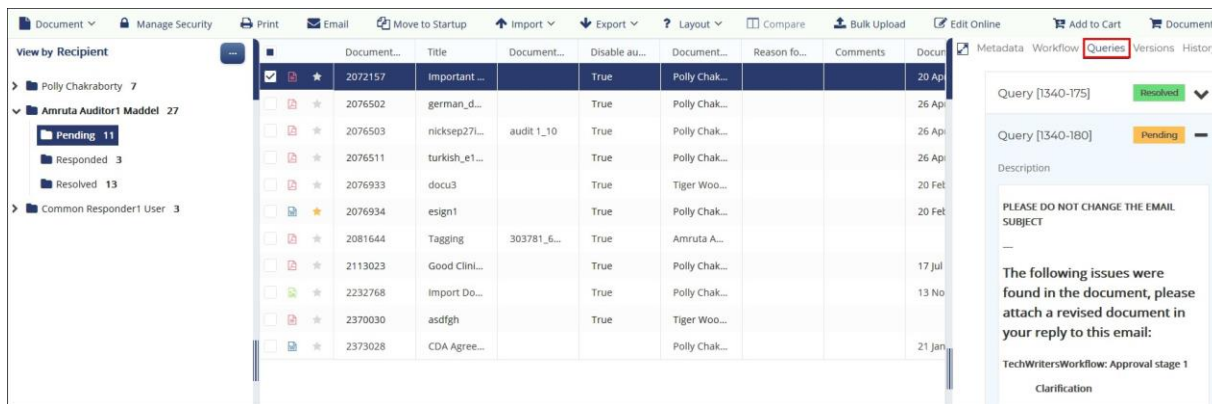 Document Manage Security Print Email Move to Startup Import Export ? Layout Compare Bulk Upload Edit Online Add to Cart Document
View by Recipient ...
Polly Chakraborty 7
Amruta Auditor1 Maddel 27
Pending 11
Responded 3
Resolved 13
Common Responder1 User 3
Document... Title Document... Disable au... Document... Reason fo... Comments Docun
2072157 Important ... True Polly Chak... 20 Ap
2076502 german_d... True Polly Chak... 26 Ap
2076503 nicksep27i... audit 1_10 True Polly Chak... 26 Ap
2076511 turkish_e1... True Polly Chak... 26 Ap
2076933 docu3 True Tiger Woo... 20 Feb
2076934 esign1 True Polly Chak... 20 Feb
2081644 Tagging 303781_6... True Amruta A...
2113023 Good Clini... True Polly Chak... 17 Jul
2232768 Import Do... True Polly Chak... 13 No
2370030 asdfgh True Tiger Woo...
2373028 CDA Agree... Polly Chak... 21 Jan
Metadata Workflow Queries Versions History
Query [1340-175] Resolved
Query [1340-180] Pending
Description
PLEASE DO NOT CHANGE THE EMAIL
SUBJECT
—
The following issues were
found in the document, please
attach a revised document in
your reply to this email:
TechWritersWorkflow: Approval stage 1
Clarification